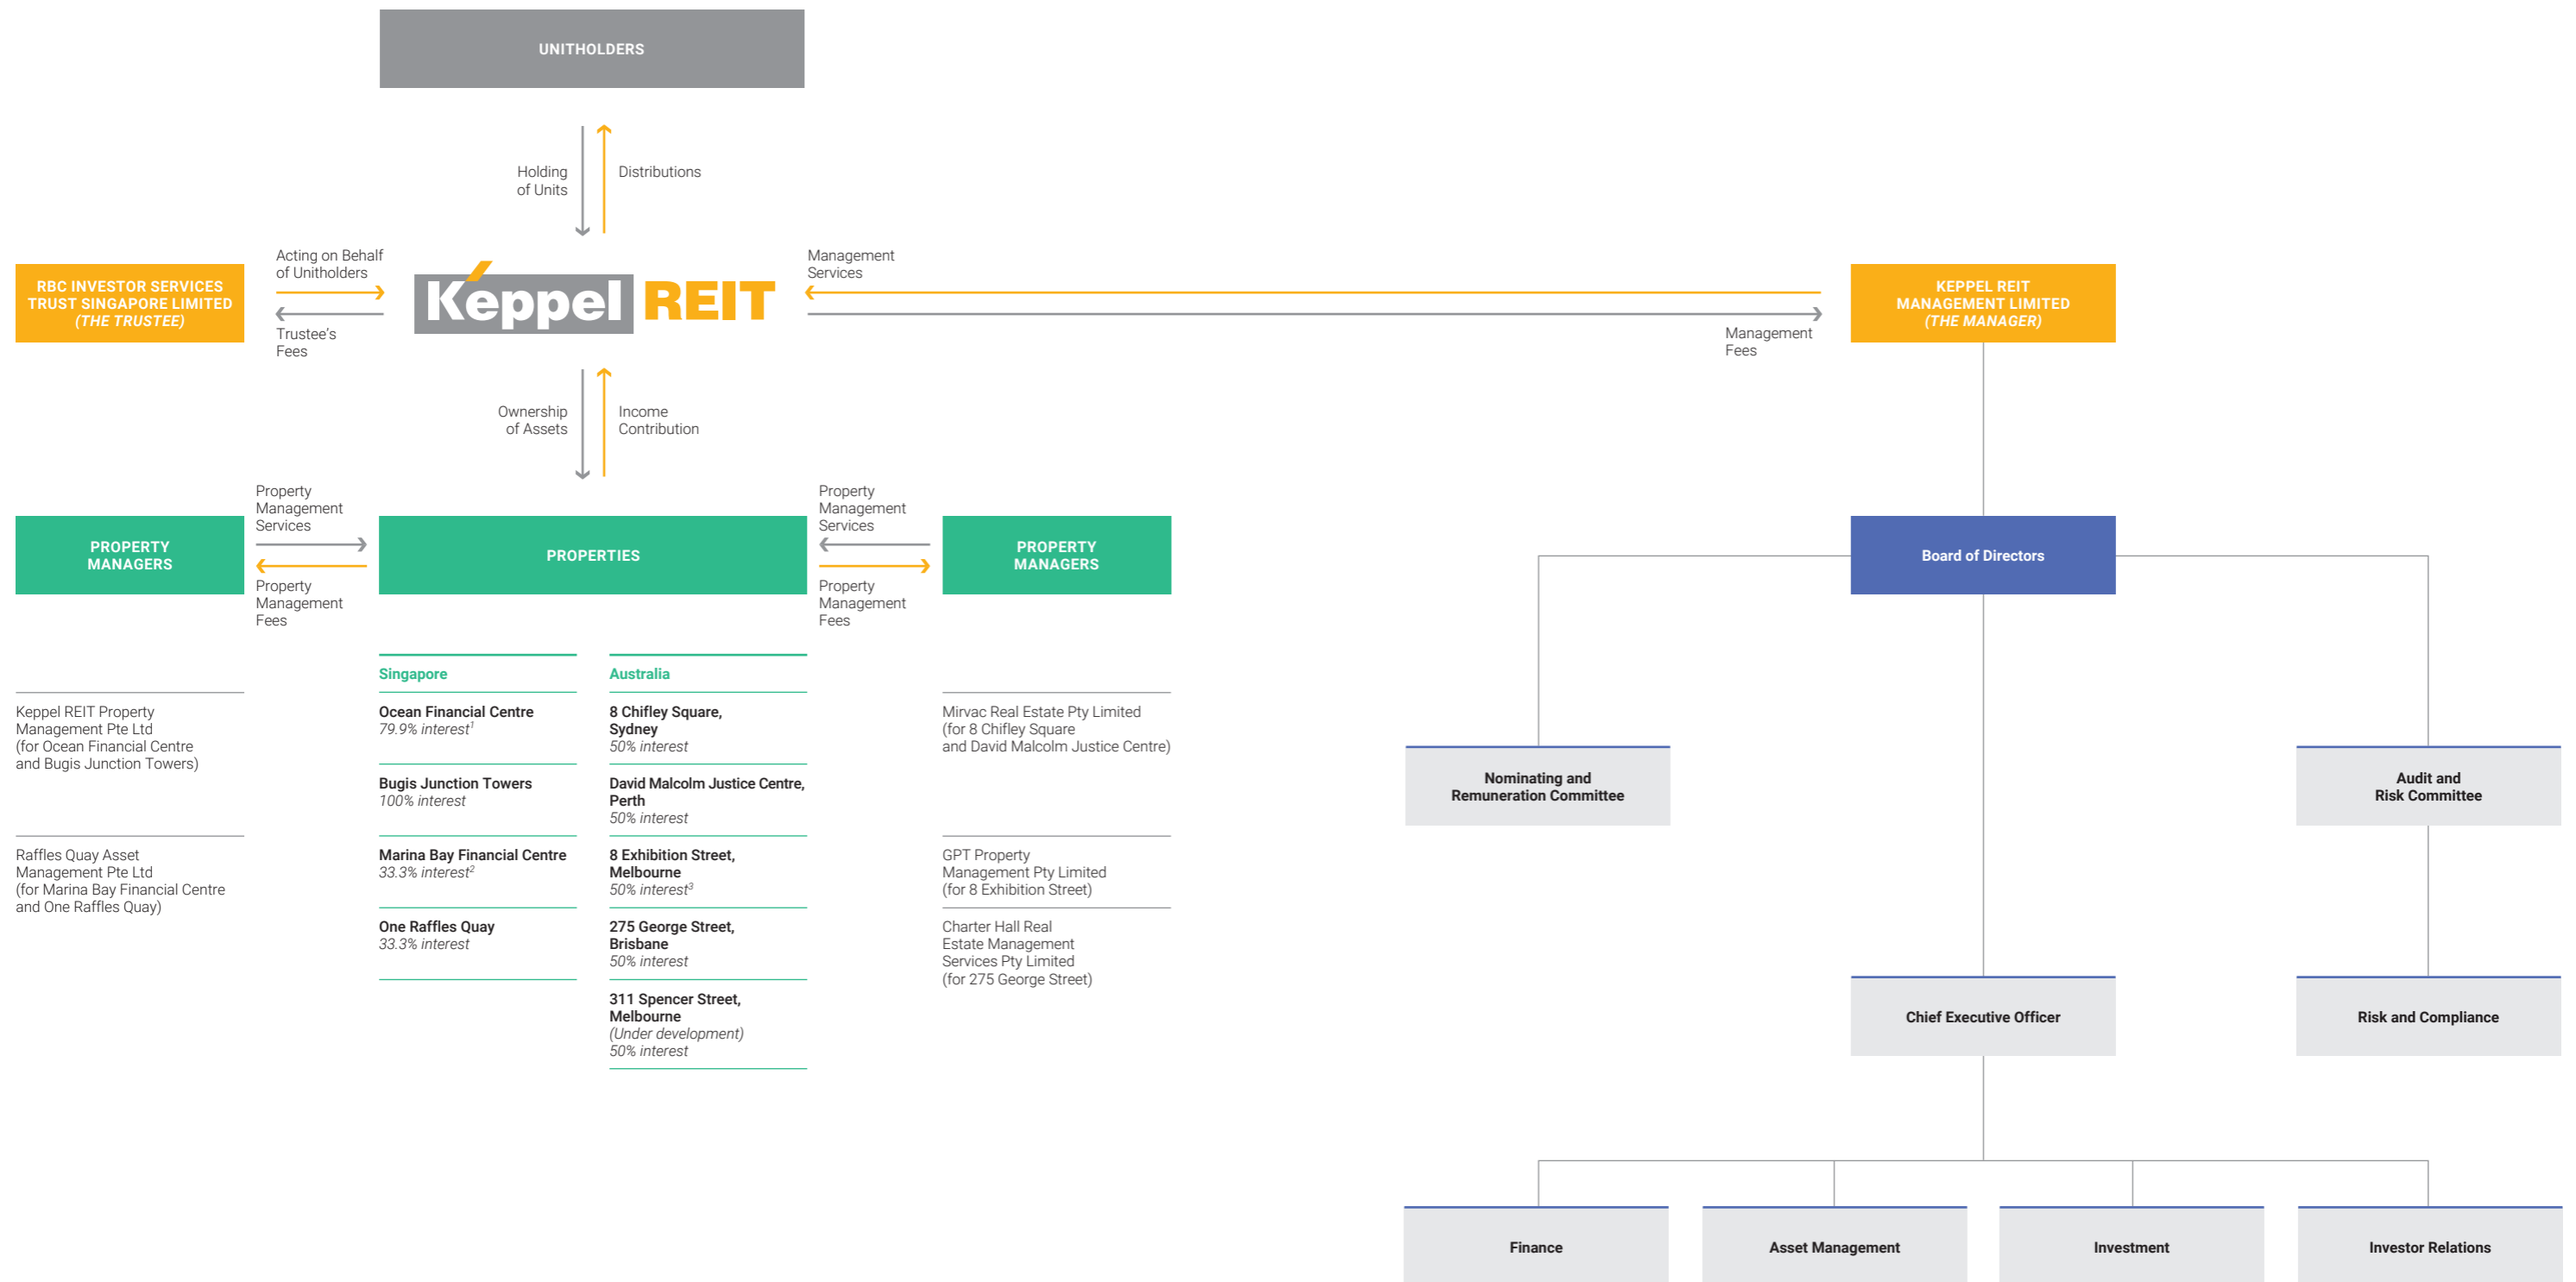 UNITHOLDERS
Holding
of Units
Distributions
RBC INVESTOR SERVICES
TRUST SINGAPORE LIMITED
(THE TRUSTEE)
Acting on Behalf
of Unitholders
Trustee's
Fees
Keppel REIT
Management
Services
Management
Fees
KEPPEL REIT
MANAGEMENT LIMITED
(THE MANAGER)
Ownership
of Assets
Income
Contribution
PROPERTY
MANAGERS
Property
Management
Services
Property
Management
Fees
PROPERTIES
Property
Management
Services
Property
Management
Fees
PROPERTY
MANAGERS
Keppel REIT Property
Management Pte Ltd
(for Ocean Financial Centre
and Bugis Junction Towers)
Raffles Quay Asset
Management Pte Ltd
(for Marina Bay Financial Centre
and One Raffles Quay)
Singapore
Ocean Financial Centre
79.9% interest¹
Bugis Junction Towers
100% interest
Marina Bay Financial Centre
33.3% interest²
One Raffles Quay
33.3% interest
Australia
8 Chifley Square,
Sydney
50% interest
David Malcolm Justice Centre,
Perth
50% interest
8 Exhibition Street,
Melbourne
50% interest³
275 George Street,
Brisbane
50% interest
311 Spencer Street,
Melbourne
(Under development)
50% interest
Mirvac Real Estate Pty Limited
(for 8 Chifley Square
and David Malcolm Justice Centre)
GPT Property
Management Pty Limited
(for 8 Exhibition Street)
Charter Hall Real
Estate Management
Services Pty Limited
(for 275 George Street)
Board of Directors
Nominating and
Remuneration Committee
Audit and
Risk Committee
Chief Executive Officer
Risk and Compliance
Finance
Asset Management
Investment
Investor Relations